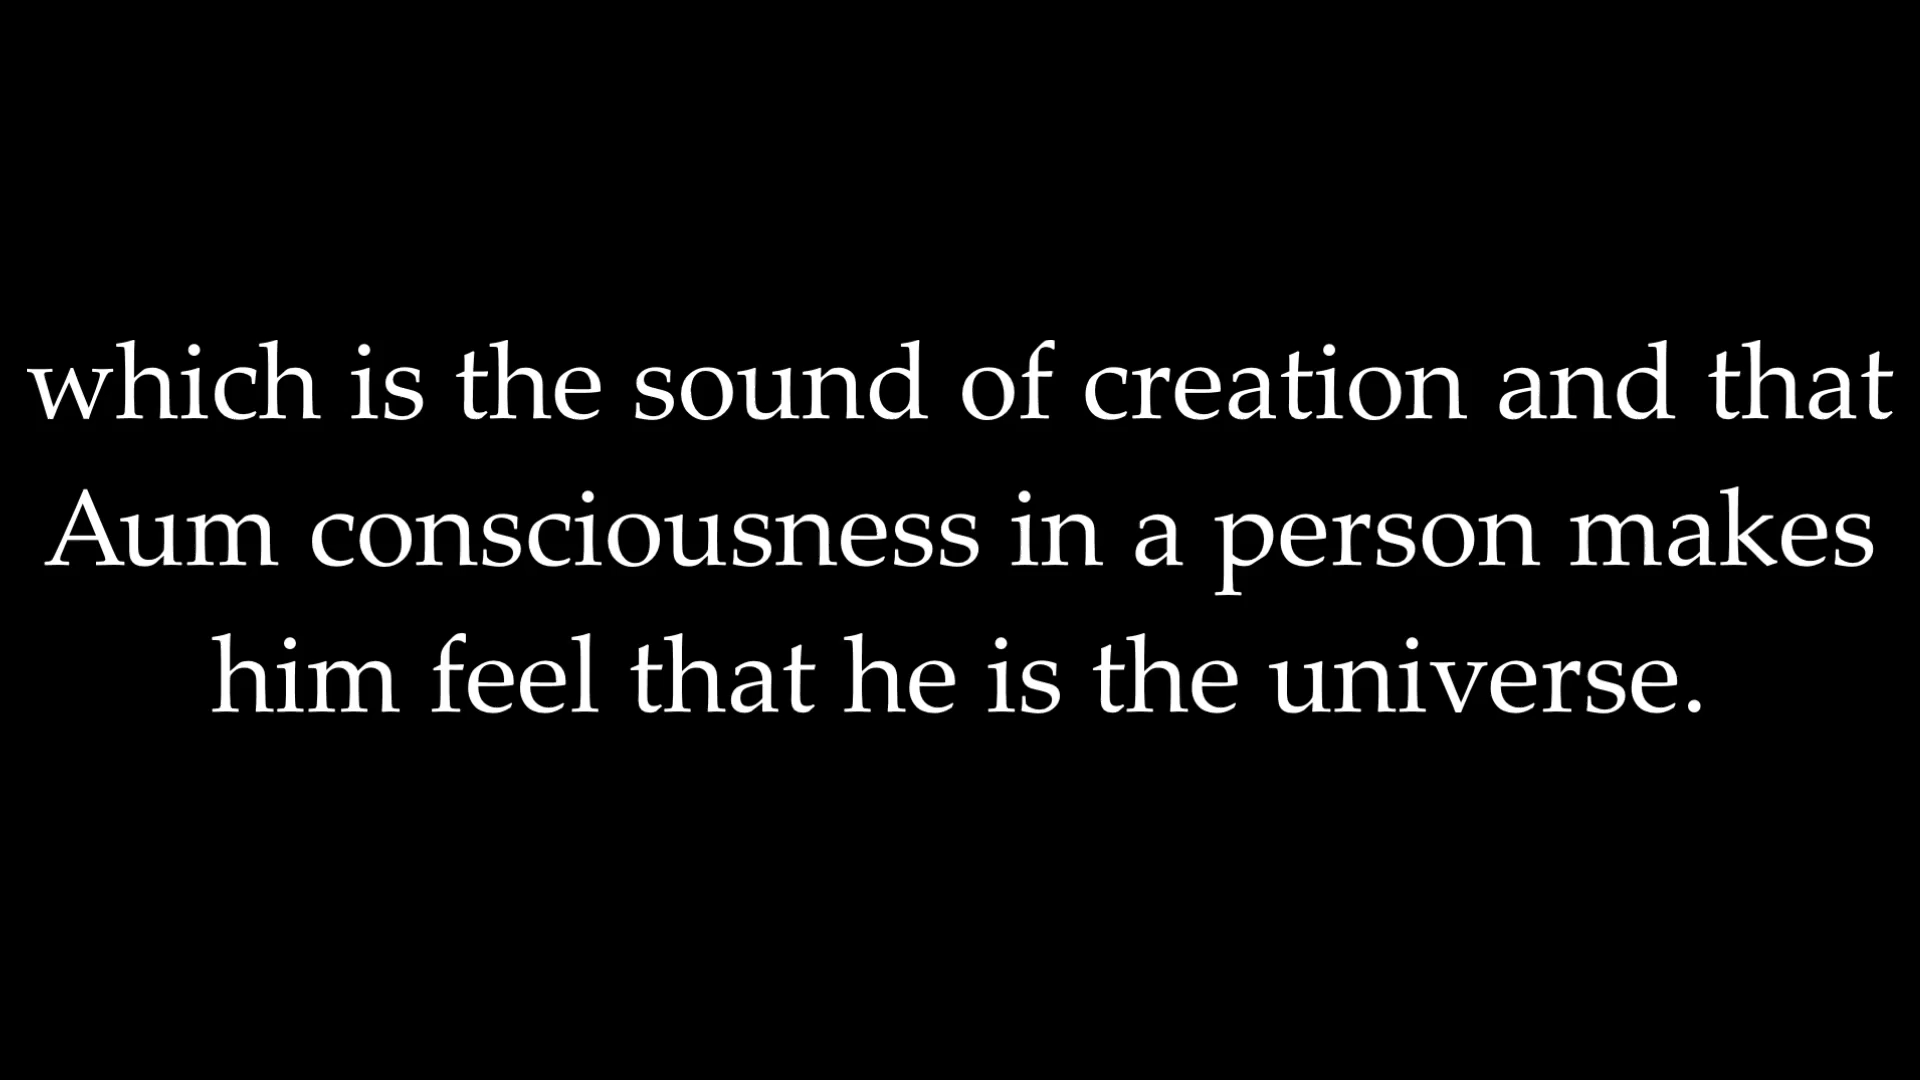 which is the sound of creation and that
Aum consciousness in a person makes
him feel that he is the universe.